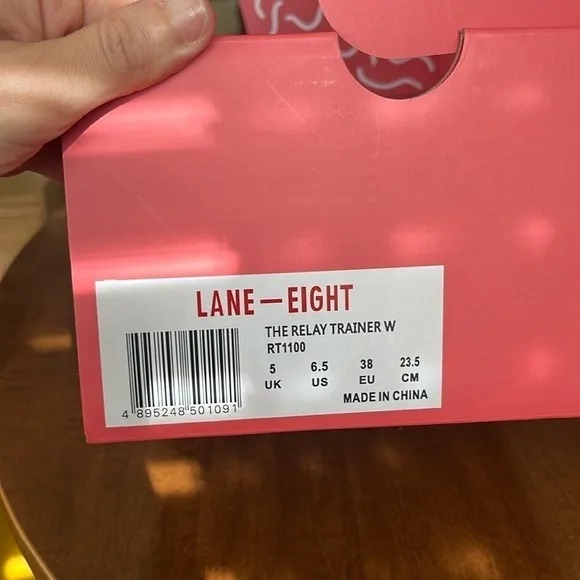 LANE—EIGHT
THE RELAY TRAINER W
RT1100
5 6.5 38 23.5
UK US EU CM
MADE IN CHINA
4 895248 501091